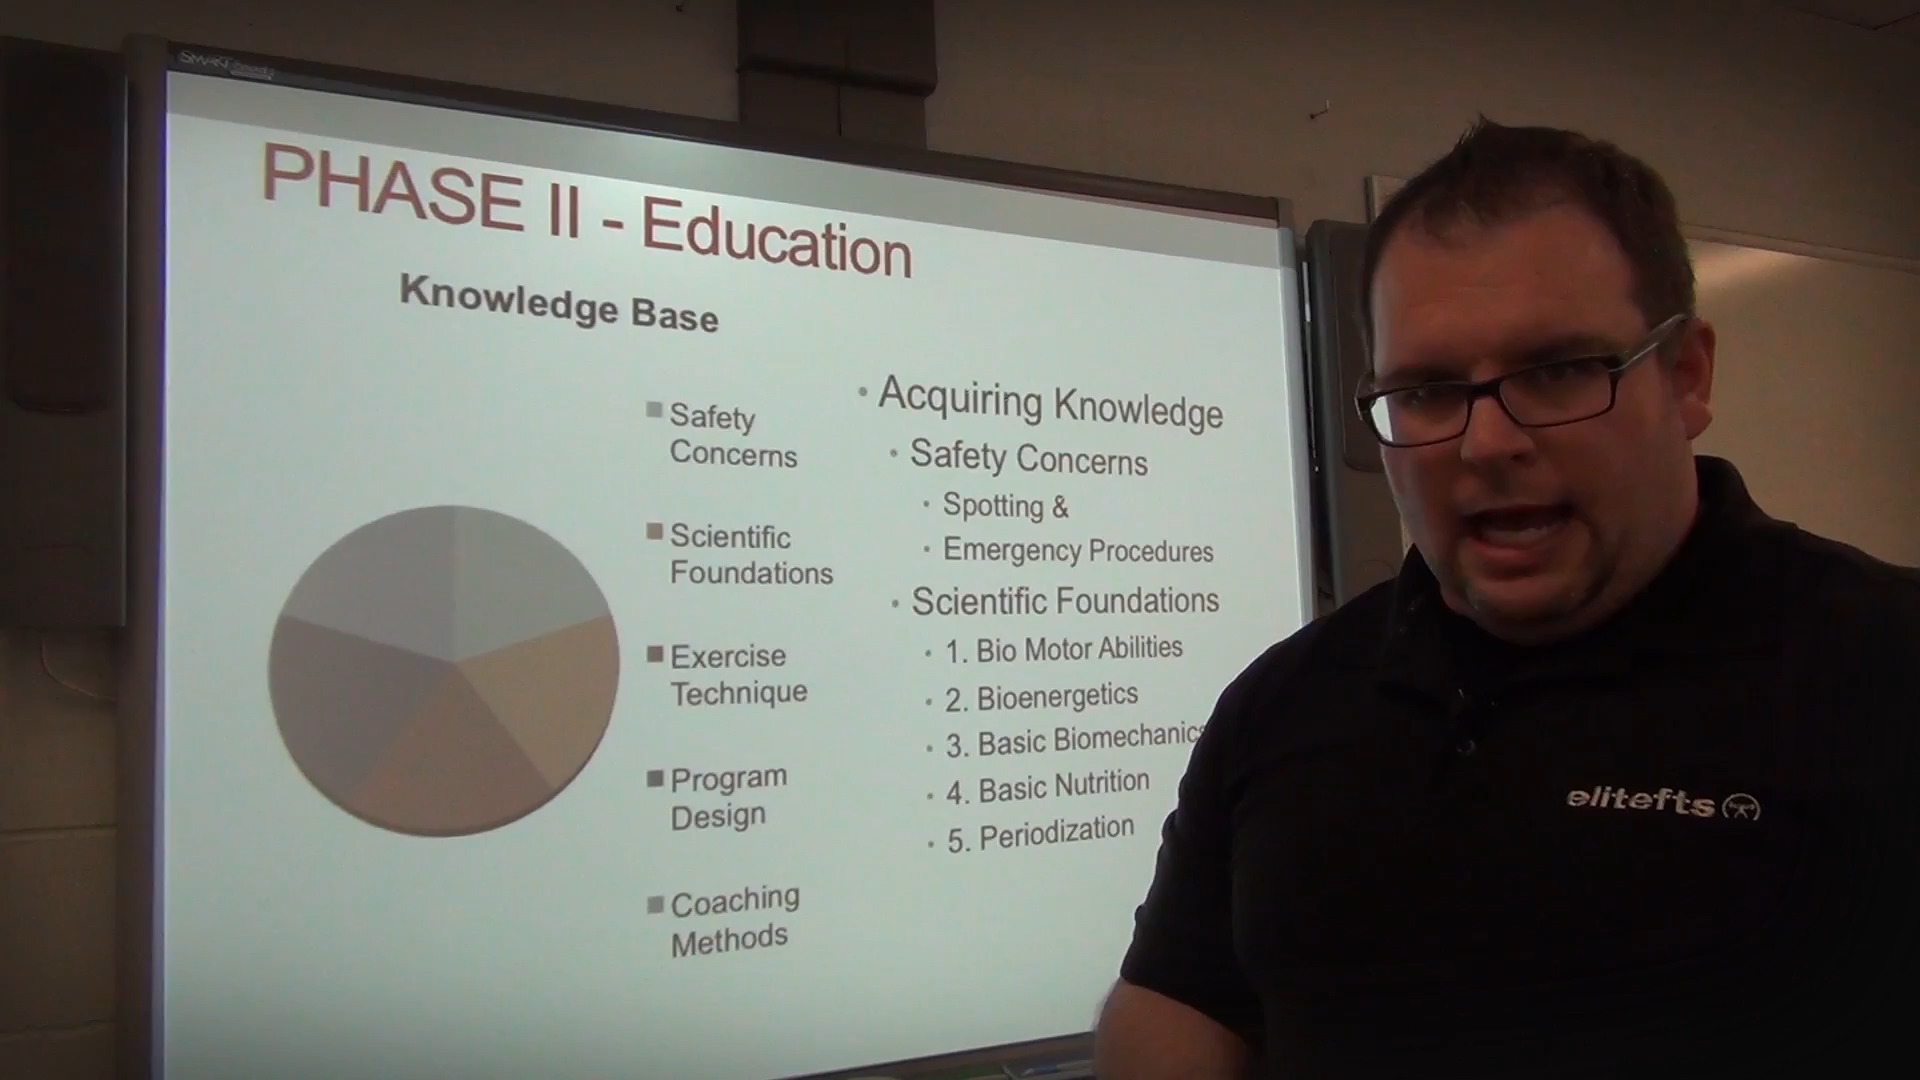 SMART Board
PHASE II - Education
Knowledge Base
Safety
Concerns
Scientific
Foundations
Exercise
Technique
Program
Design
Coaching
Methods
• Acquiring Knowledge
• Safety Concerns
• Spotting &
• Emergency Procedures
• Scientific Foundations
• 1. Bio Motor Abilities
• 2. Bioenergetics
• 3. Basic Biomechanics
• 4. Basic Nutrition
• 5. Periodization
elitefts